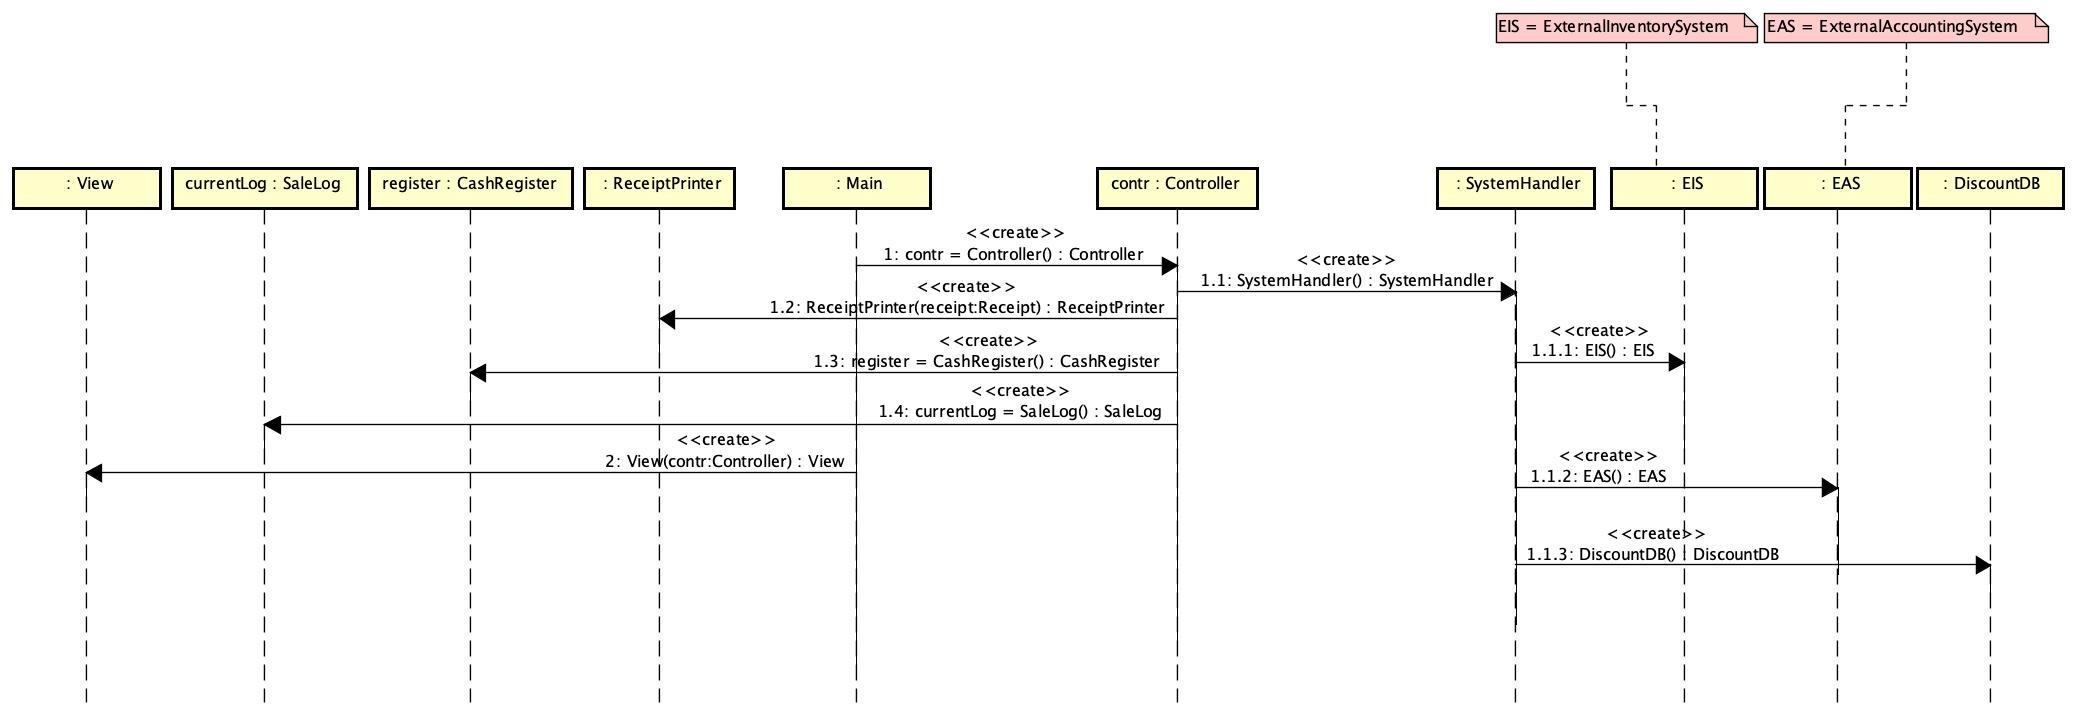 EIS = ExternalInventorySystem
EAS = ExternalAccountingSystem
: View
currentLog : SaleLog
register : CashRegister
: ReceiptPrinter
: Main
contr : Controller
: SystemHandler
: EIS
: EAS
: DiscountDB
<<create>>
1: contr = Controller() : Controller
<<create>>
1.1: SystemHandler() : SystemHandler
<<create>>
1.2: ReceiptPrinter(receipt:Receipt) : ReceiptPrinter
<<create>>
1.1.1: EIS() : EIS
<<create>>
1.3: register = CashRegister() : CashRegister
<<create>>
1.4: currentLog = SaleLog() : SaleLog
<<create>>
2: View(contr:Controller) : View
<<create>>
1.1.2: EAS() : EAS
<<create>>
1.1.3: DiscountDB() : DiscountDB